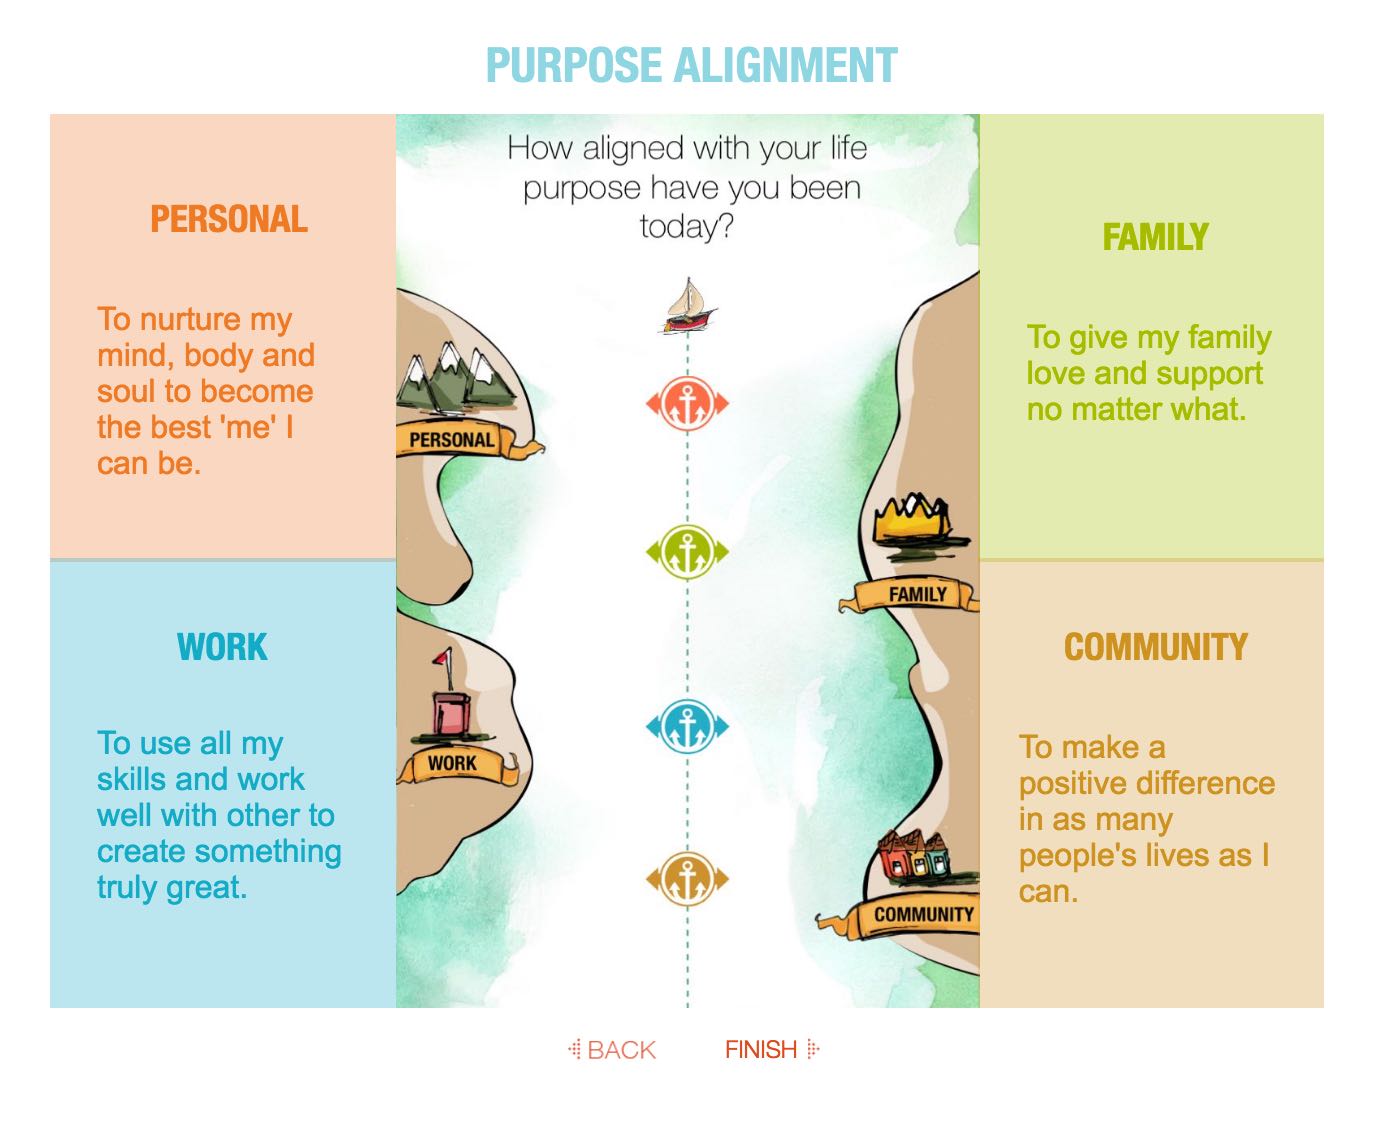 PURPOSE ALIGNMENT
How aligned with your life
purpose have you been
today?
PERSONAL
To nurture my
mind, body and
soul to become
the best 'me' I
can be.
WORK
To use all my
skills and work
well with other to
create something
truly great.
PERSONAL
WORK
FAMILY
COMMUNITY
FAMILY
To give my family
love and support
no matter what.
COMMUNITY
To make a
positive difference
in as many
people's lives as I
can.
BACK
FINISH